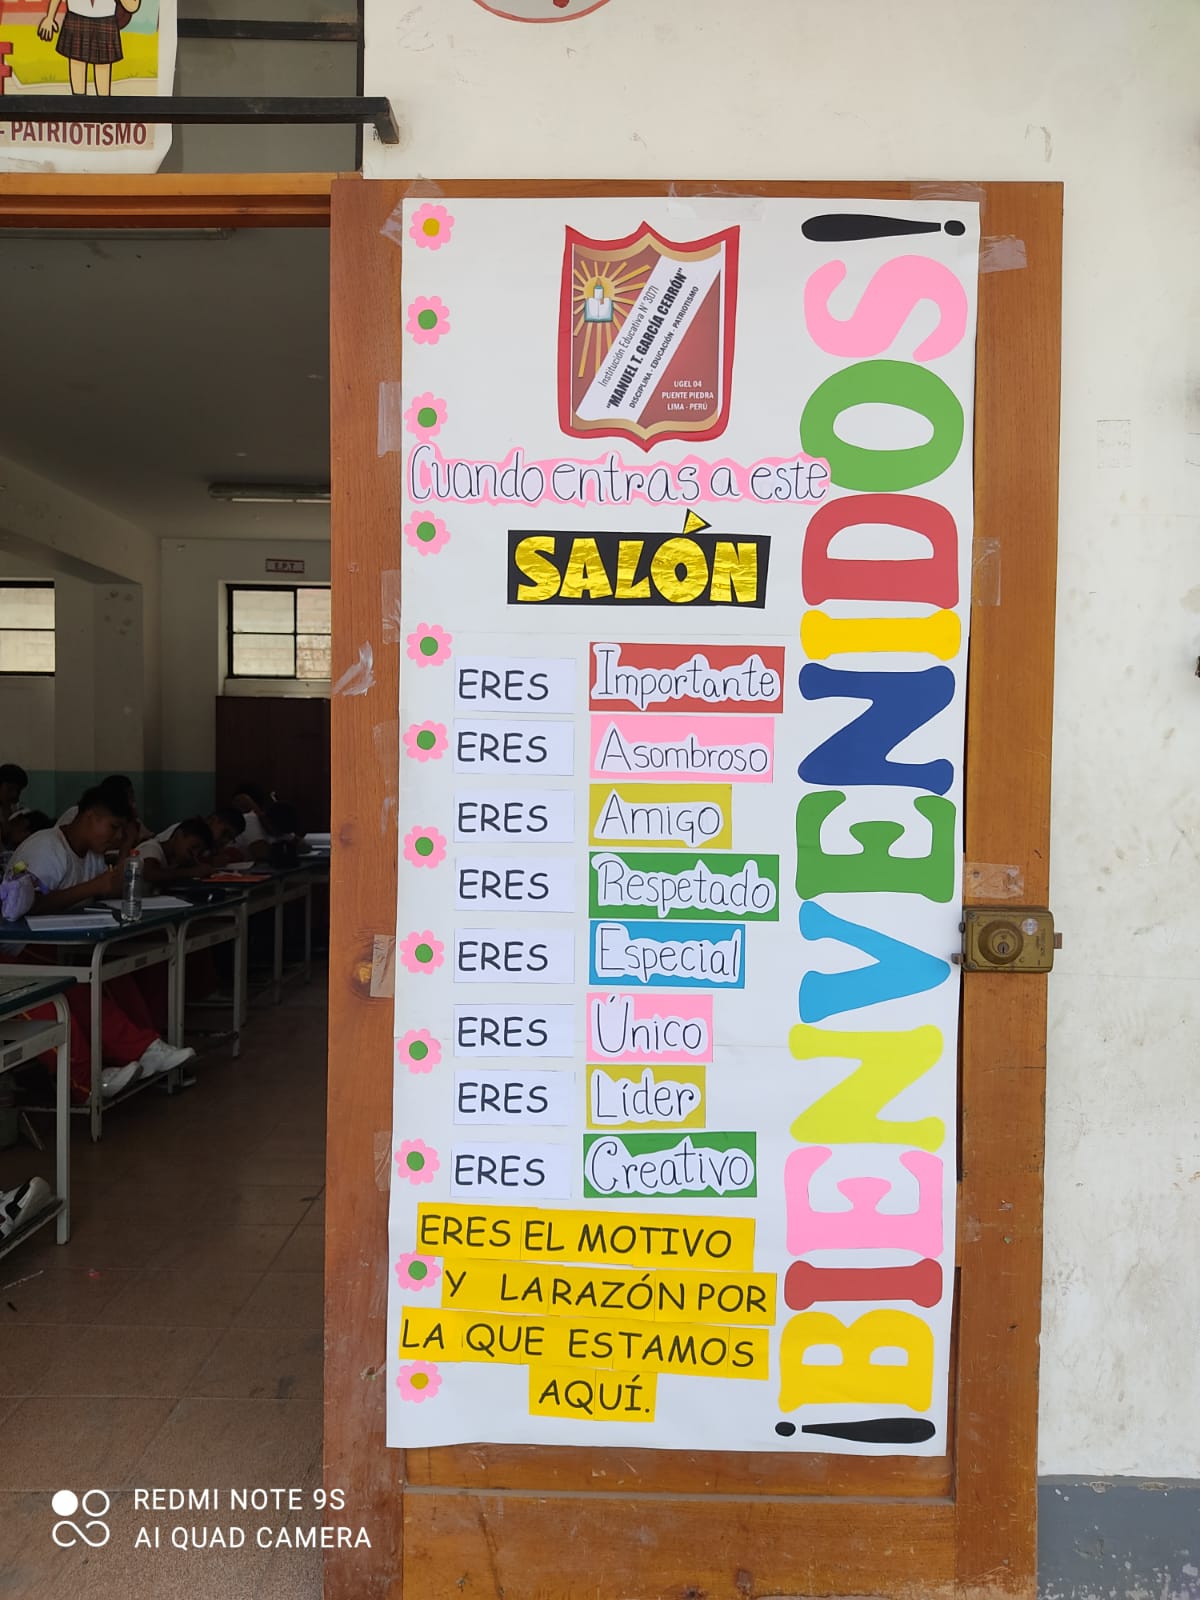 - PATRIOTISMO
E.P.T
Institución Educativa N° 3071
"MANUEL T. GARCÍA CERRÓN"
DISCIPLINA - EDUCACIÓN - PATRIOTISMO
UGEL 04
PUENTE PIEDRA
LIMA - PERÚ
Cuando entras a este
SALÓN
ERES Importante
ERES Asombroso
ERES Amigo
ERES Respetado
ERES Especial
ERES Único
ERES Líder
ERES Creativo
ERES EL MOTIVO
Y LA RAZÓN POR
LA QUE ESTAMOS
AQUÍ.
¡BIENVENIDOS!
REDMI NOTE 9S
AI QUAD CAMERA